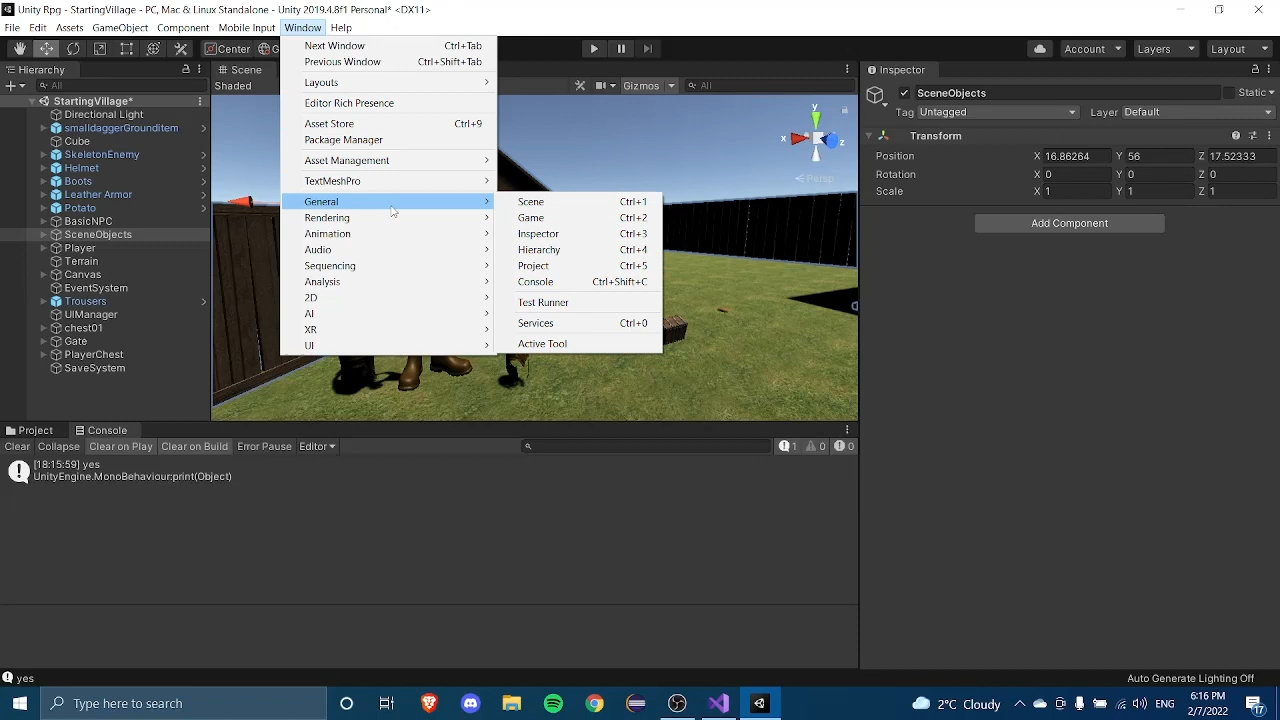 Unity Rpg - StartingVillage - PC, Mac & Linux Standalone - Unity 2019.4.8f1 Personal* <DX11>
File Edit Assets GameObject Component Mobile Input Window Help
Center
Account Layers Layout
Hierarchy
All
StartingVillage*
Directional Light
smalldaggerGroundItem
Cube
SkeletonEnemy
Helmet
Boots
Leather Armor
Potato
BasicNPC
SceneObjects
Player
Terrain
Canvas
EventSystem
Trousers
UIManager
chest01
Gate
PlayerChest
SaveSystem
Scene
Shaded
Gizmos All
y
x
z
Persp
Next Window Ctrl+Tab
Previous Window Ctrl+Shift+Tab
Layouts
Editor Rich Presence
Asset Store Ctrl+9
Package Manager
Asset Management
TextMeshPro
General
Rendering
Animation
Audio
Sequencing
Analysis
2D
AI
XR
UI
Scene Ctrl+1
Game Ctrl+2
Inspector Ctrl+3
Hierarchy Ctrl+4
Project Ctrl+5
Console Ctrl+Shift+C
Test Runner
Services Ctrl+0
Active Tool
Inspector
SceneObjects Static
Tag Untagged Layer Default
Transform
Position X 16.86264 Y 56 Z 17.52333
Rotation X 0 Y 0 Z 0
Scale X 1 Y 1 Z 1
Add Component
Project Console
Clear Collapse Clear on Play Clear on Build Error Pause Editor 1 0 0
[18:15:59] yes
UnityEngine.MonoBehaviour:print(Object)
yes
Auto Generate Lighting Off
Type here to search
2°C Cloudy
ENG
6:16 PM
2/7/2022
17